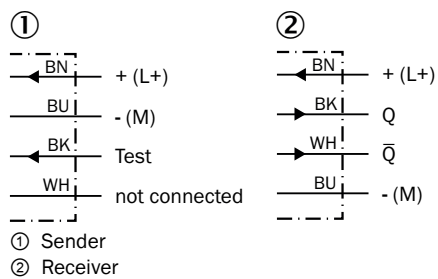 ①
BN + (L+)
BU - (M)
BK Test
WH not connected
②
BN + (L+)
BK Q
WH Q̅
BU - (M)
① Sender
② Receiver